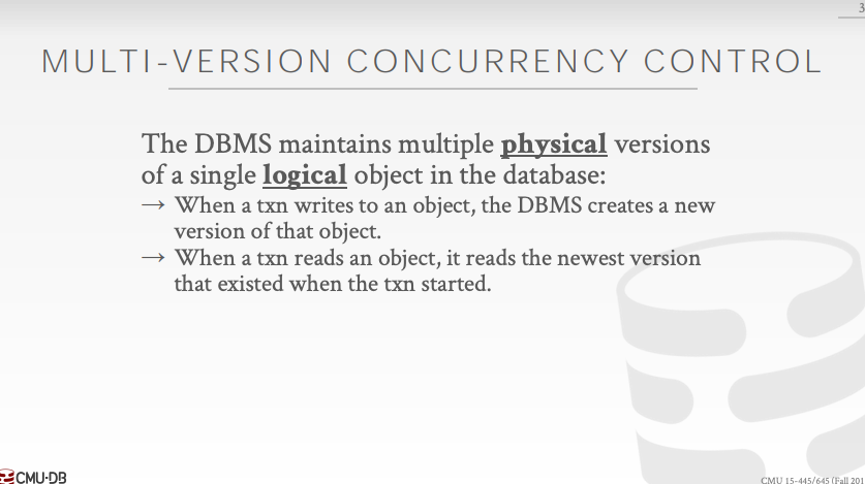 3
MULTI-VERSION CONCURRENCY CONTROL
The DBMS maintains multiple physical versions
of a single logical object in the database:
→ When a txn writes to an object, the DBMS creates a new
version of that object.
→ When a txn reads an object, it reads the newest version
that existed when the txn started.
CMU·DB
CMU 15-445/645 (Fall 201